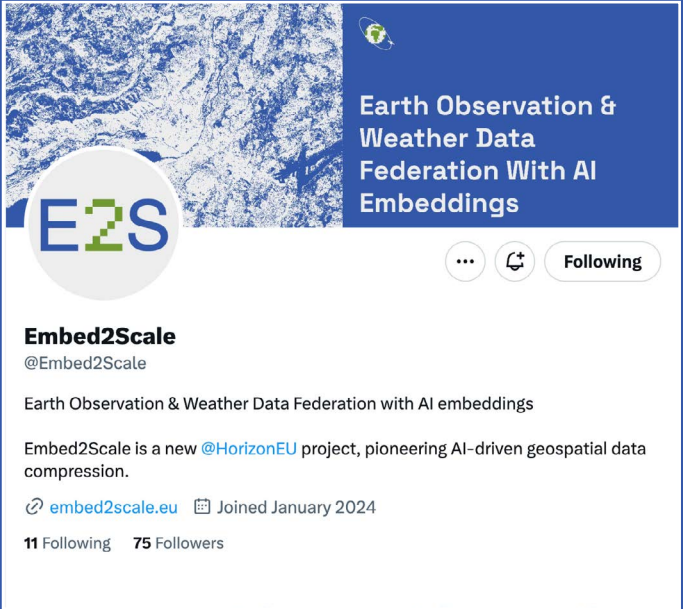 Earth Observation &
Weather Data
Federation With AI
Embeddings
E2S
Following
Embed2Scale
@Embed2Scale
Earth Observation & Weather Data Federation with AI embeddings
Embed2Scale is a new @HorizonEU project, pioneering AI-driven geospatial data
compression.
embed2scale.eu Joined January 2024
11 Following 75 Followers